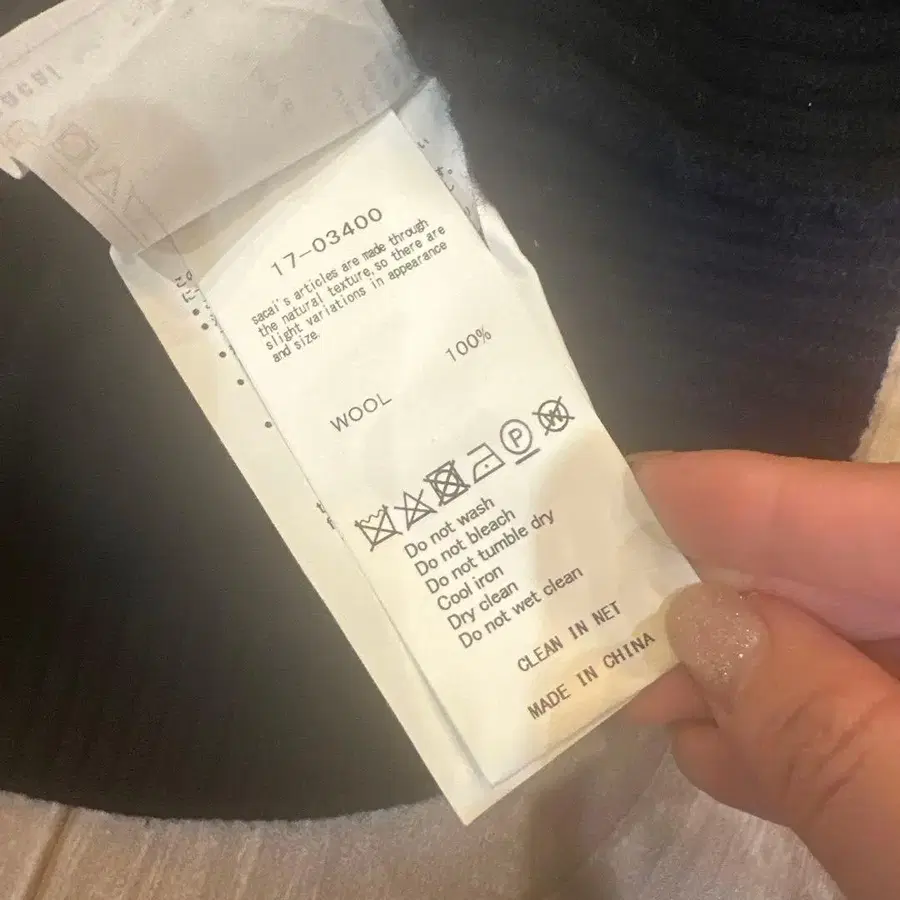 17-03400
sacai's articles are made through
the natural texture, so there are
slight variations in appearance
and size.
WOOL 100%
P
W
Do not wash
Do not bleach
Do not tumble dry
Cool iron
Dry clean
Do not wet clean
CLEAN IN NET
MADE IN CHINA